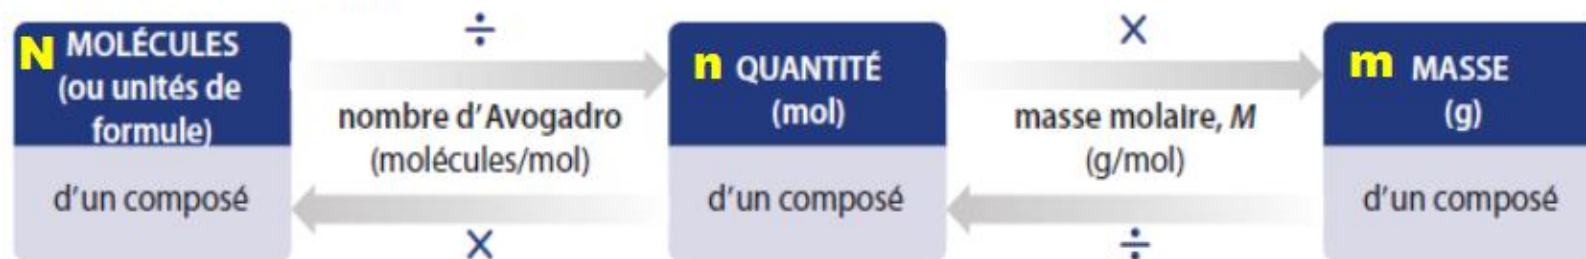 N MOLÉCULES
(ou unités de
formule)
d'un composé
÷
nombre d'Avogadro
(molécules/mol)
×
n QUANTITÉ
(mol)
d'un composé
×
masse molaire, M
(g/mol)
÷
m MASSE
(g)
d'un composé